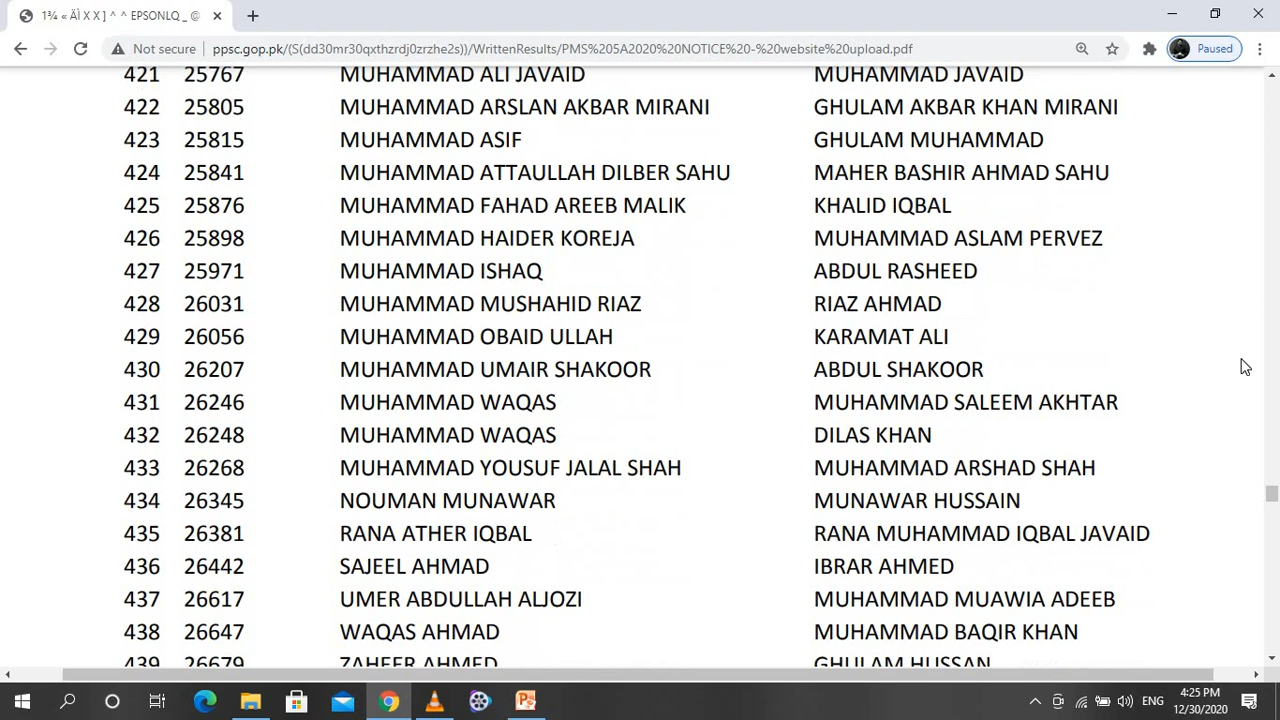 1¾ « ÄÌ X X ] ^ ^ EPSONLQ _ @
Not secure ppsc.gop.pk/(S(dd30mr30qxthzrdj0zrzhe2s))/WrittenResults/PMS%205A2020%20NOTICE%20-%20website%20upload.pdf Paused
421 25767 MUHAMMAD ALI JAVAID MUHAMMAD JAVAID
422 25805 MUHAMMAD ARSLAN AKBAR MIRANI GHULAM AKBAR KHAN MIRANI
423 25815 MUHAMMAD ASIF GHULAM MUHAMMAD
424 25841 MUHAMMAD ATTAULLAH DILBER SAHU MAHER BASHIR AHMAD SAHU
425 25876 MUHAMMAD FAHAD AREEB MALIK KHALID IQBAL
426 25898 MUHAMMAD HAIDER KOREJA MUHAMMAD ASLAM PERVEZ
427 25971 MUHAMMAD ISHAQ ABDUL RASHEED
428 26031 MUHAMMAD MUSHAHID RIAZ RIAZ AHMAD
429 26056 MUHAMMAD OBAID ULLAH KARAMAT ALI
430 26207 MUHAMMAD UMAIR SHAKOOR ABDUL SHAKOOR
431 26246 MUHAMMAD WAQAS MUHAMMAD SALEEM AKHTAR
432 26248 MUHAMMAD WAQAS DILAS KHAN
433 26268 MUHAMMAD YOUSUF JALAL SHAH MUHAMMAD ARSHAD SHAH
434 26345 NOUMAN MUNAWAR MUNAWAR HUSSAIN
435 26381 RANA ATHER IQBAL RANA MUHAMMAD IQBAL JAVAID
436 26442 SAJEEL AHMAD IBRAR AHMED
437 26617 UMER ABDULLAH ALJOZI MUHAMMAD MUAWIA ADEEB
438 26647 WAQAS AHMAD MUHAMMAD BAQIR KHAN
439 26679 ZAHEER AHMED GHULAM HUSSAN
ENG 4:25 PM
12/30/2020